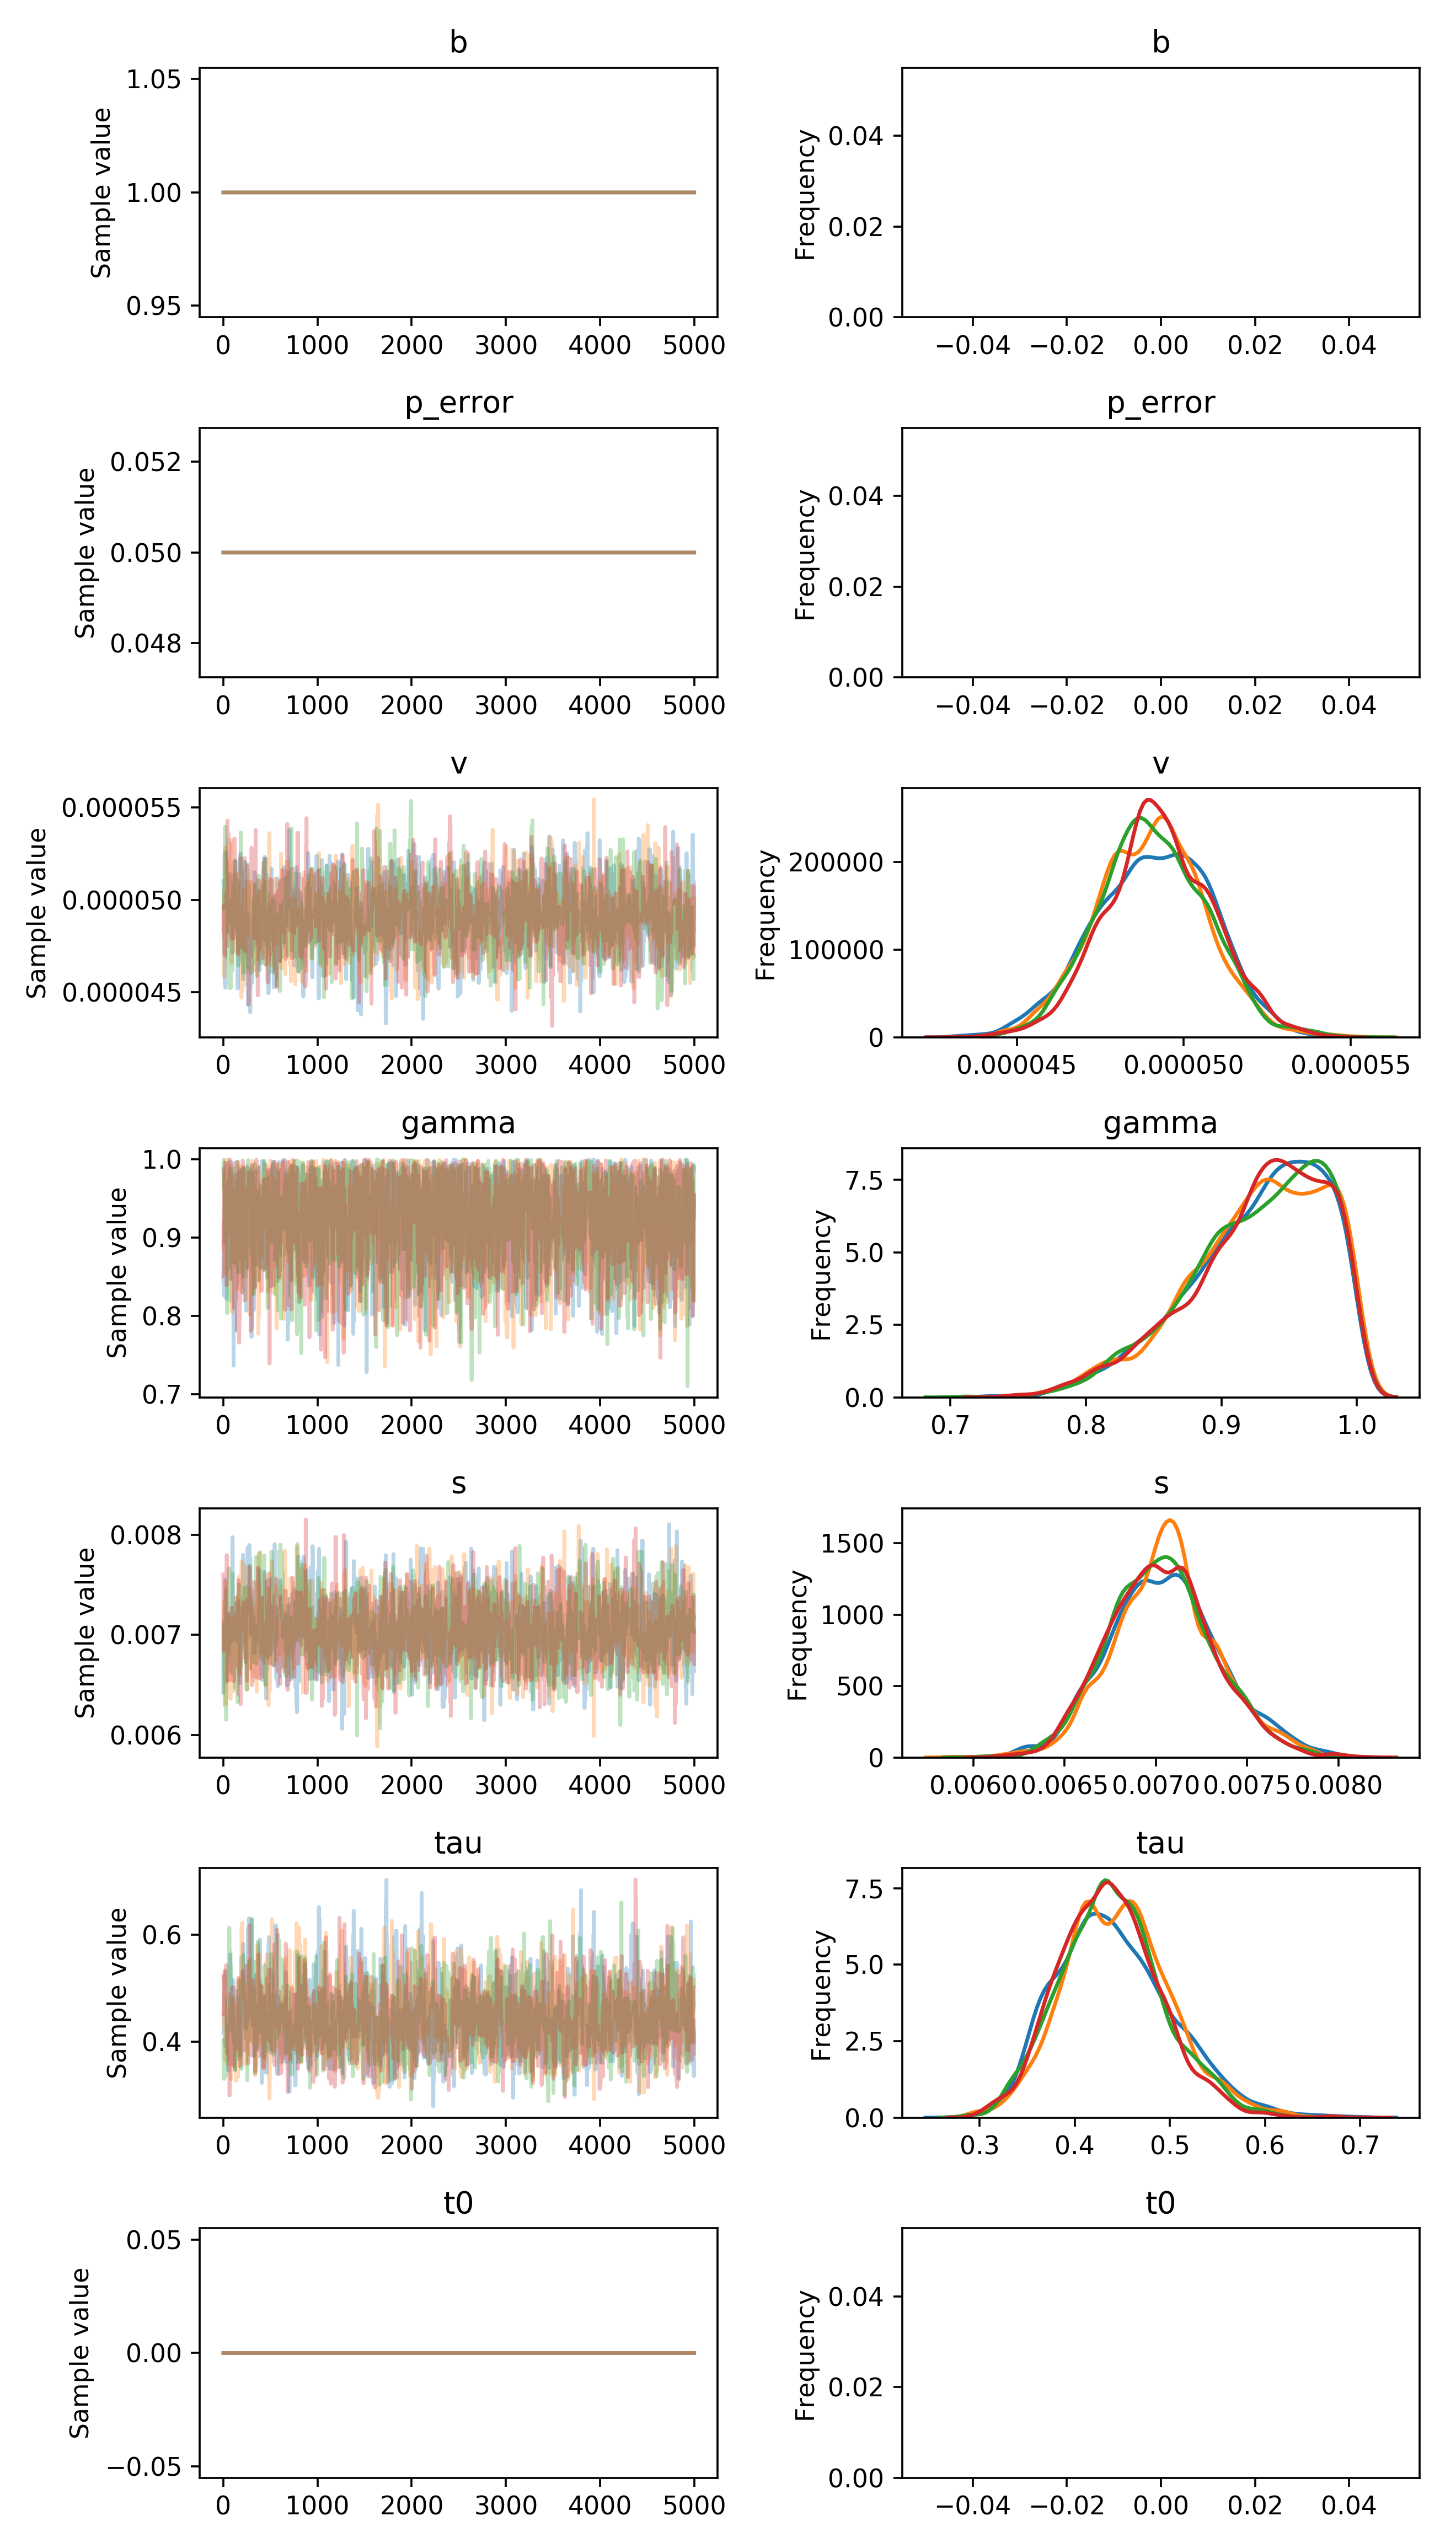 b
b
Sample value
1.05
1.00
0.95
0 1000 2000 3000 4000 5000
Frequency
0.04
0.02
0.00
−0.04 −0.02 0.00 0.02 0.04
p_error
p_error
Sample value
0.052
0.050
0.048
0 1000 2000 3000 4000 5000
Frequency
0.04
0.02
0.00
−0.04 −0.02 0.00 0.02 0.04
v
v
Sample value
0.000055
0.000050
0.000045
0 1000 2000 3000 4000 5000
Frequency
200000
100000
0
0.000045 0.000050 0.000055
gamma
gamma
Sample value
1.0
0.9
0.8
0.7
0 1000 2000 3000 4000 5000
Frequency
7.5
5.0
2.5
0.0
0.7 0.8 0.9 1.0
s
s
Sample value
0.008
0.007
0.006
0 1000 2000 3000 4000 5000
Frequency
1500
1000
500
0
0.0060 0.0065 0.0070 0.0075 0.0080
tau
tau
Sample value
0.6
0.4
0 1000 2000 3000 4000 5000
Frequency
7.5
5.0
2.5
0.0
0.3 0.4 0.5 0.6 0.7
t0
t0
Sample value
0.05
0.00
−0.05
0 1000 2000 3000 4000 5000
Frequency
0.04
0.02
0.00
−0.04 −0.02 0.00 0.02 0.04